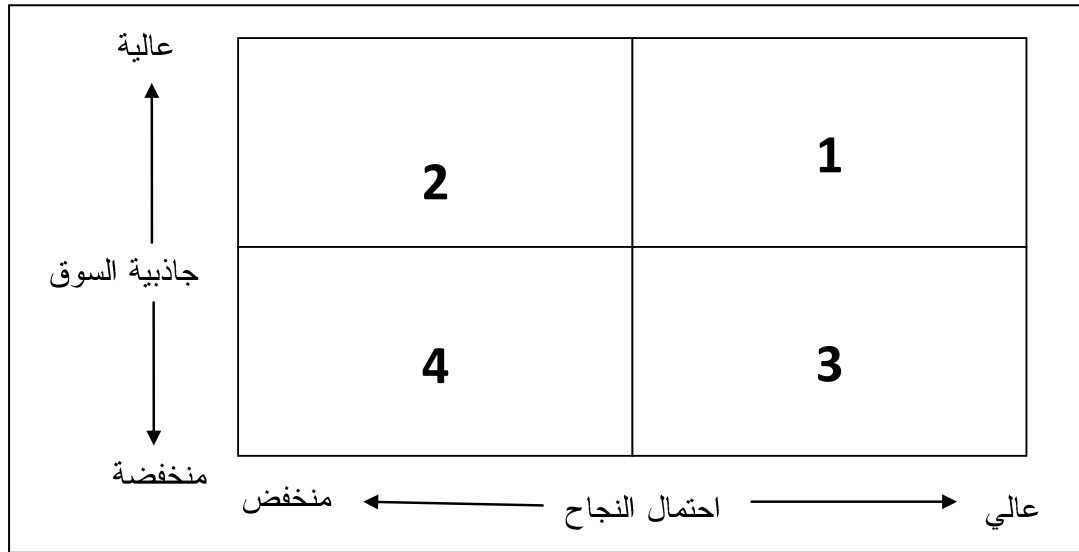 عالية
1
2
جاذبية السوق
3
4
منخفضة
عالي
احتمال النجاح
منخفض